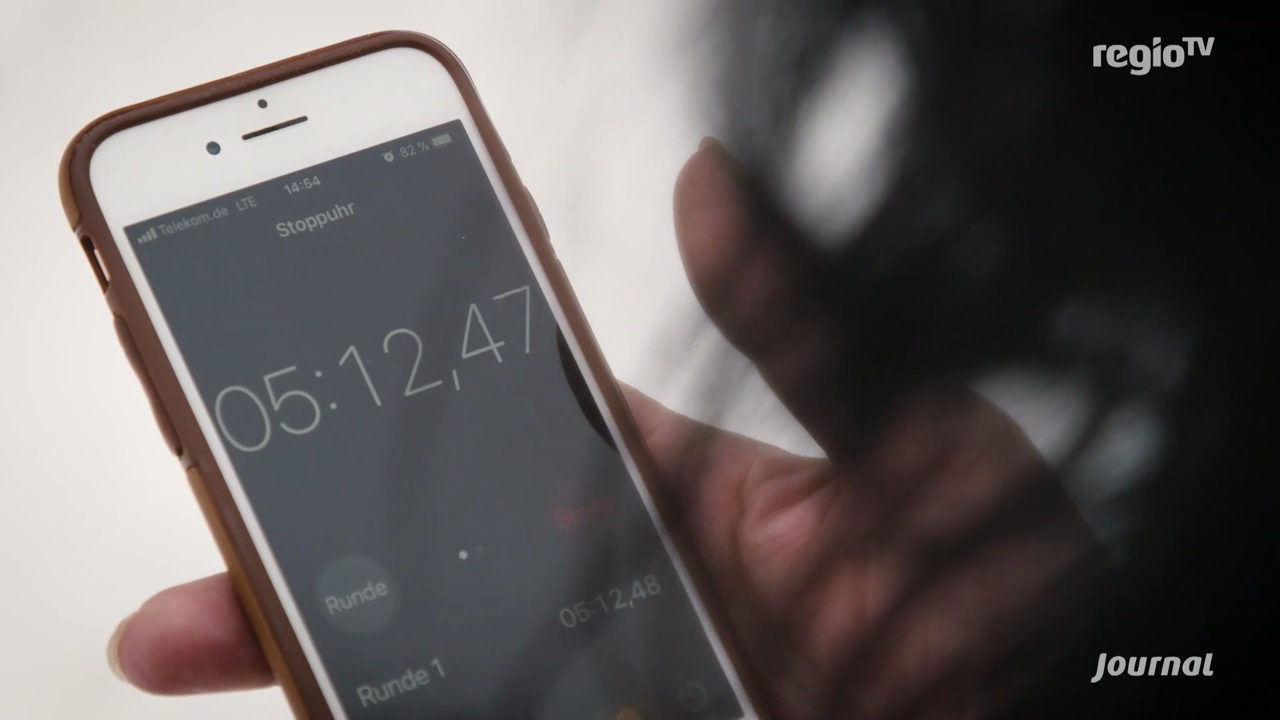 regioTV
82 %
14:54
Telekom.de LTE
Stoppuhr
05:12,47
Runde
05:12,48
Runde 1
Journal